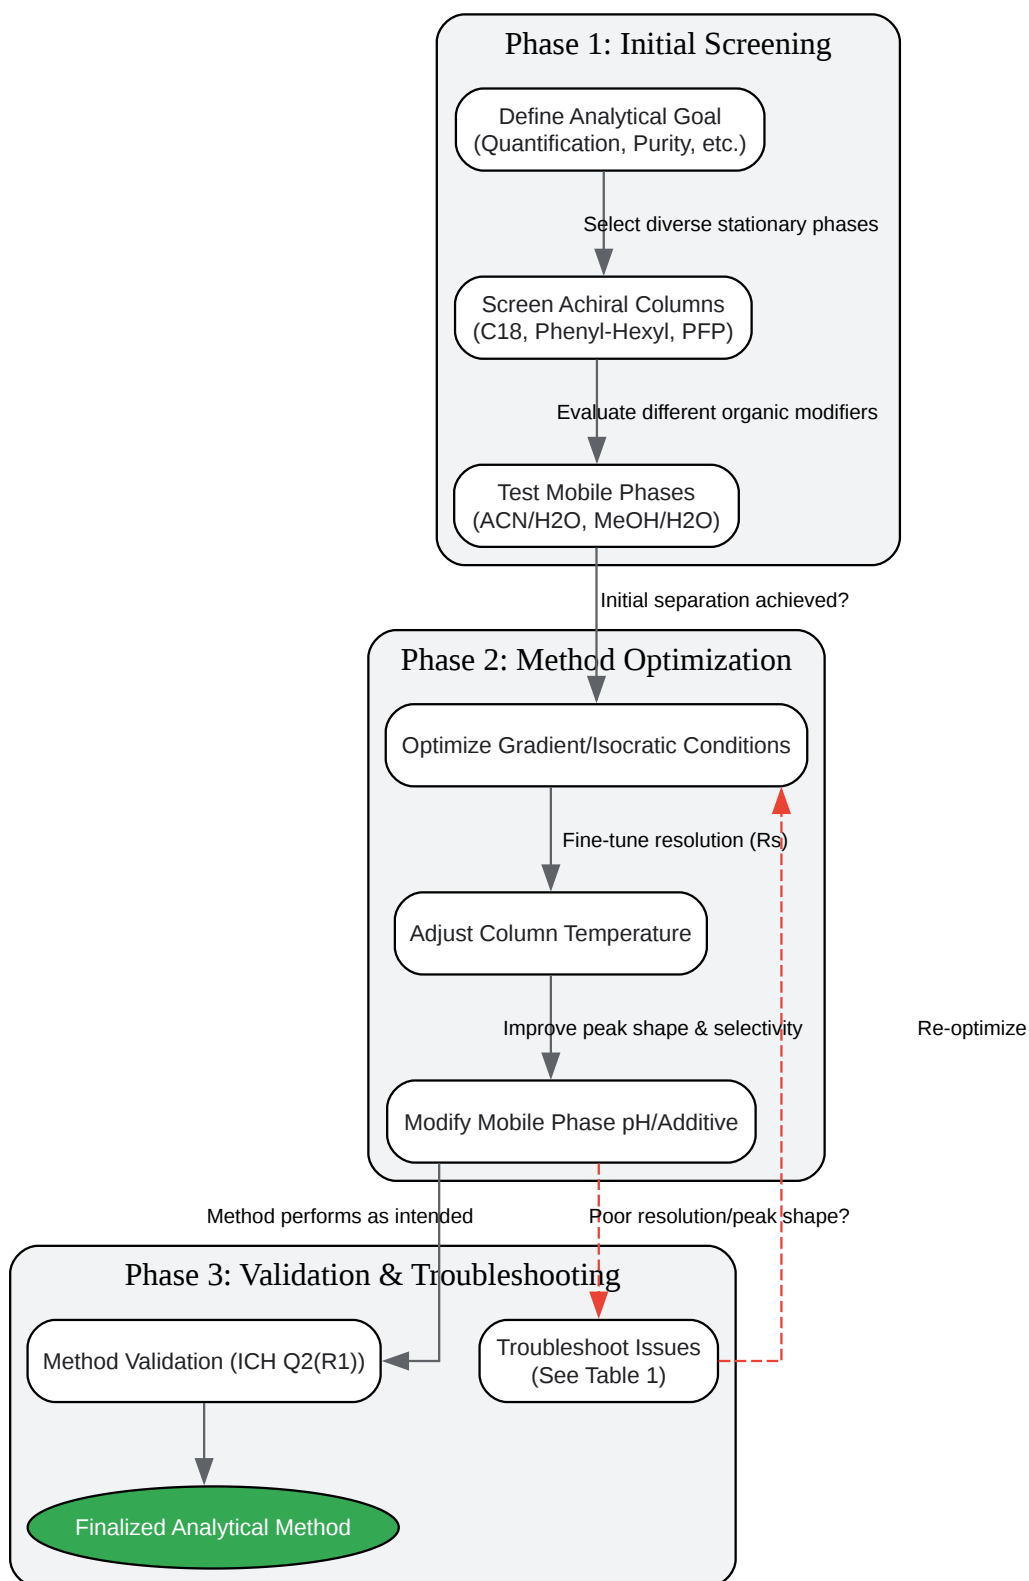 Phase 1: Initial Screening
Define Analytical Goal
(Quantification, Purity, etc.)
Select diverse stationary phases
Screen Achiral Columns
(C18, Phenyl-Hexyl, PFP)
Evaluate different organic modifiers
Test Mobile Phases
(ACN/H2O, MeOH/H2O)
Initial separation achieved?
Phase 2: Method Optimization
Optimize Gradient/Isocratic Conditions
Fine-tune resolution (Rs)
Adjust Column Temperature
Improve peak shape & selectivity
Re-optimize
Modify Mobile Phase pH/Additive
Method performs as intended
Poor resolution/peak shape?
Phase 3: Validation & Troubleshooting
Method Validation (ICH Q2(R1))
Troubleshoot Issues
(See Table 1)
Finalized Analytical Method